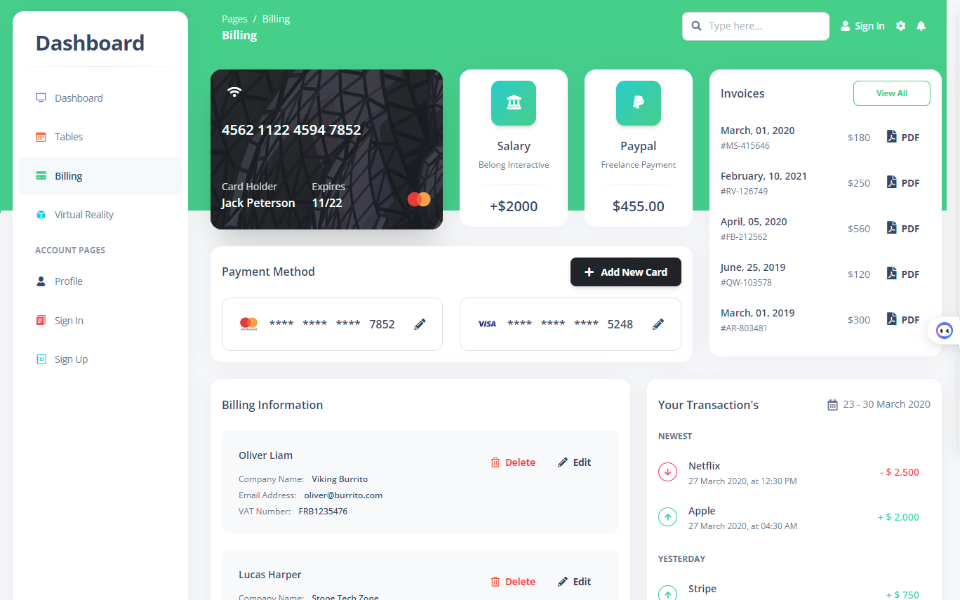 Dashboard
Dashboard
Tables
Billing
Virtual Reality
ACCOUNT PAGES
Profile
Sign In
Sign Up
Pages / Billing
Billing
Type here...
Sign In
4562 1122 4594 7852
Card Holder
Jack Peterson
Expires
11/22
Salary
Belong Interactive
+$2000
Paypal
Freelance Payment
$455.00
Invoices
View All
March, 01, 2020
#MS-415646
$180
PDF
February, 10, 2021
#RV-126749
$250
PDF
April, 05, 2020
#FB-212562
$560
PDF
June, 25, 2019
#QW-103578
$120
PDF
March, 01, 2019
#AR-803481
$300
PDF
Payment Method
Add New Card
**** **** **** 7852
VISA
**** **** **** 5248
Billing Information
Oliver Liam
Delete
Edit
Company Name: Viking Burrito
Email Address: oliver@burrito.com
VAT Number: FRB1235476
Lucas Harper
Delete
Edit
Company Name: Stone Tech Zone
Your Transaction's
23 - 30 March 2020
NEWEST
Netflix
27 March 2020, at 12:30 PM
- $ 2,500
Apple
27 March 2020, at 04:30 AM
+ $ 2,000
YESTERDAY
Stripe
+ $ 750